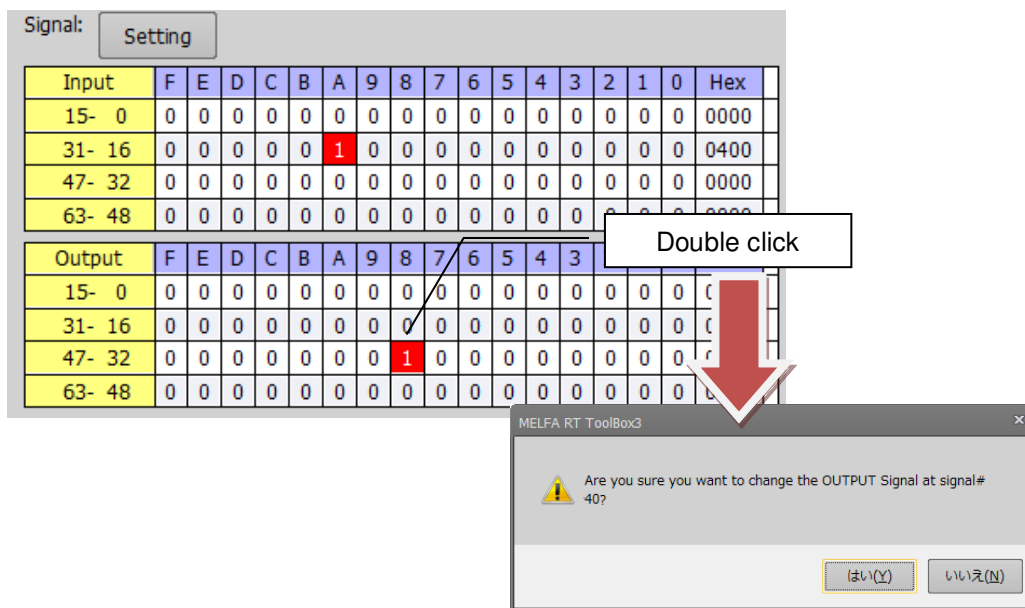 Signal: Setting
Input F E D C B A 9 8 7 6 5 4 3 2 1 0 Hex
15- 0 0 0 0 0 0 0 0 0 0 0 0 0 0 0 0 0 0000
31- 16 0 0 0 0 0 1 0 0 0 0 0 0 0 0 0 0 0400
47- 32 0 0 0 0 0 0 0 0 0 0 0 0 0 0 0 0 0000
63- 48 0 0 0 0 0 0 0 0 0 0 0 0 0
Double click
Output F E D C B A 9 8 7 6 5 4 3
15- 0 0 0 0 0 0 0 0 0 0 0 0 0 0 0 0 0
31- 16 0 0 0 0 0 0 0 0 0 0 0 0 0 0 0 0
47- 32 0 0 0 0 0 0 0 1 0 0 0 0 0 0 0 0
63- 48 0 0 0 0 0 0 0 0 0 0 0 0 0 0 0 0
MELFA RT ToolBox3 ×
Are you sure you want to change the OUTPUT Signal at signal#
40?
はい(Y) いいえ(N)